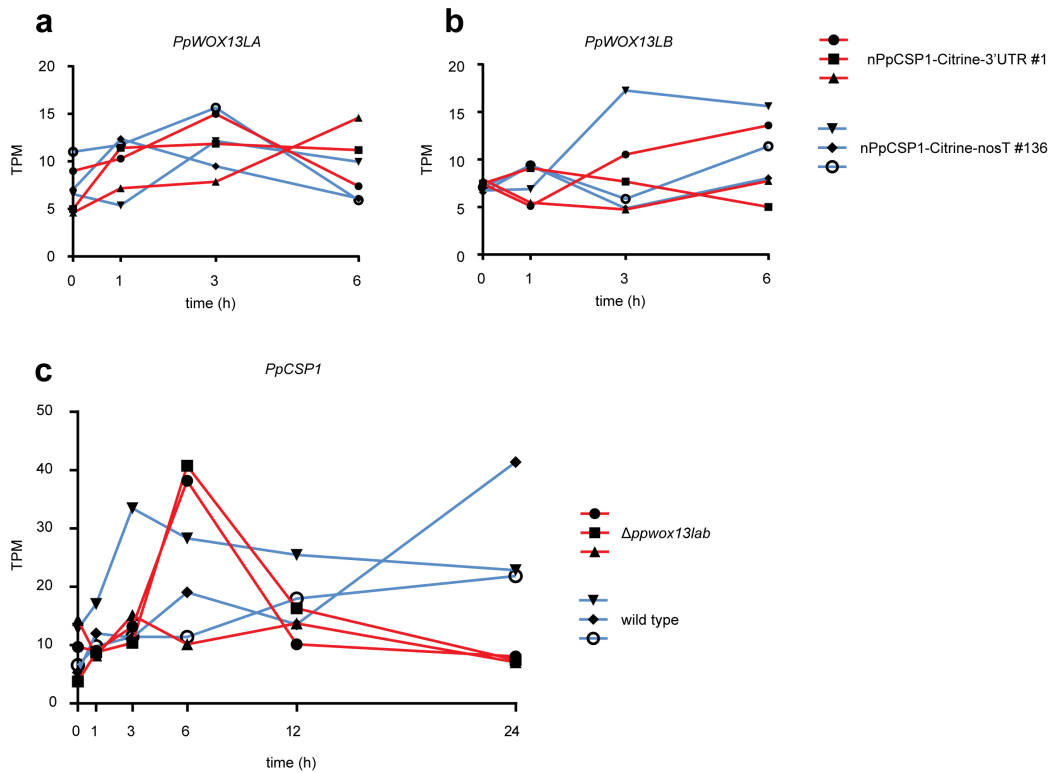 a
PpWOX13LA
20
15
10
5
0
TPM
0 1 3 6
time (h)
b
PpWOX13LB
20
15
10
5
0
TPM
0 1 3 6
time (h)
nPpCSP1-Citrine-3'UTR #1
nPpCSP1-Citrine-nosT #136
c
PpCSP1
50
40
30
20
10
0
TPM
0 1 3 6 12 24
time (h)
Δppwox13lab
wild type